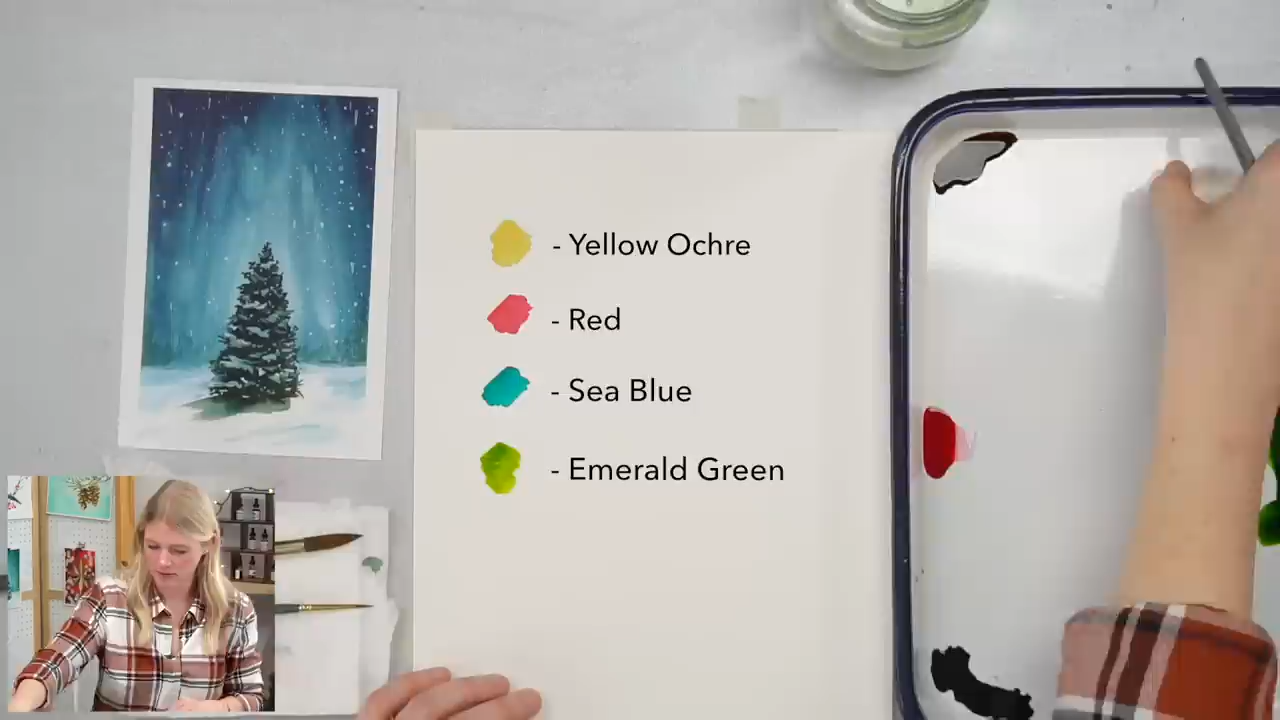 - Yellow Ochre
- Red
- Sea Blue
- Emerald Green